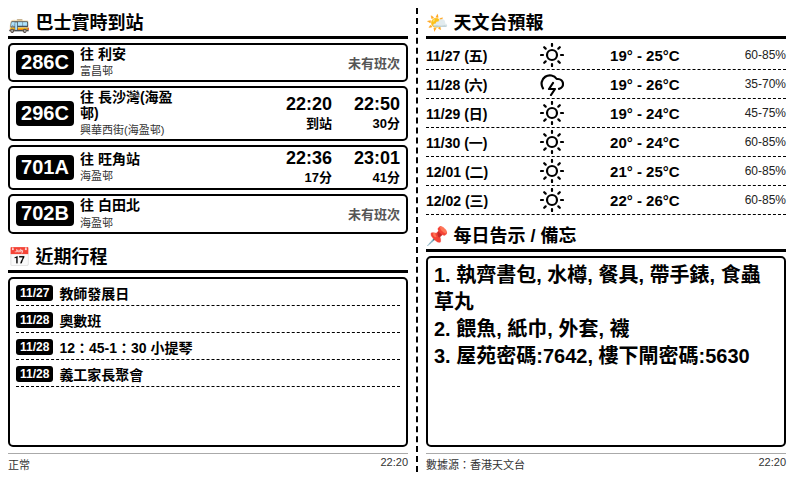 巴士實時到站
286C 往 利安 未有班次
富昌邨
296C 往 長沙灣(海盈邨) 22:20 22:50
興華西街(海盈邨) 到站 30分
701A 往 旺角站 22:36 23:01
海盈邨 17分 41分
702B 往 白田北 未有班次
海盈邨
近期行程
11/27 教師發展日
11/28 奧數班
11/28 12：45-1：30 小提琴
11/28 義工家長聚會
正常 22:20
天文台預報
11/27 (五) 19° - 25°C 60-85%
11/28 (六) 19° - 26°C 35-70%
11/29 (日) 19° - 24°C 45-75%
11/30 (一) 20° - 24°C 60-85%
12/01 (二) 21° - 25°C 60-85%
12/02 (三) 22° - 26°C 60-85%
每日告示 / 備忘
1. 執齊書包, 水樽, 餐具, 帶手錶, 食蟲
草丸
2. 餵魚, 紙巾, 外套, 襪
3. 屋苑密碼:7642, 樓下閘密碼:5630
數據源：香港天文台 22:20